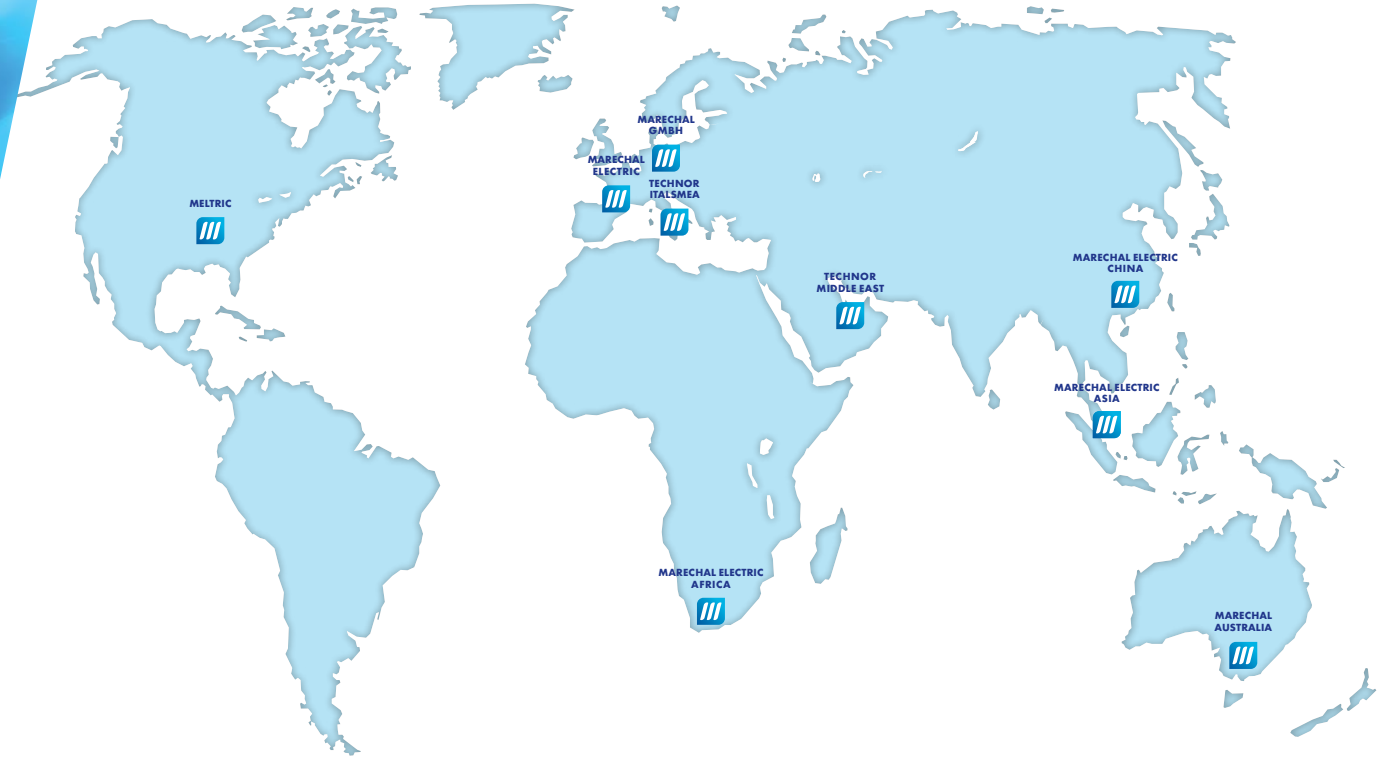 MARECHAL
GMBH
MARECHAL
ELECTRIC
TECHNOR
ITALSMEA
MELTRIC
MARECHAL ELECTRIC
CHINA
TECHNOR
MIDDLE EAST
MARECHAL ELECTRIC
ASIA
MARECHAL ELECTRIC
AFRICA
MARECHAL
AUSTRALIA